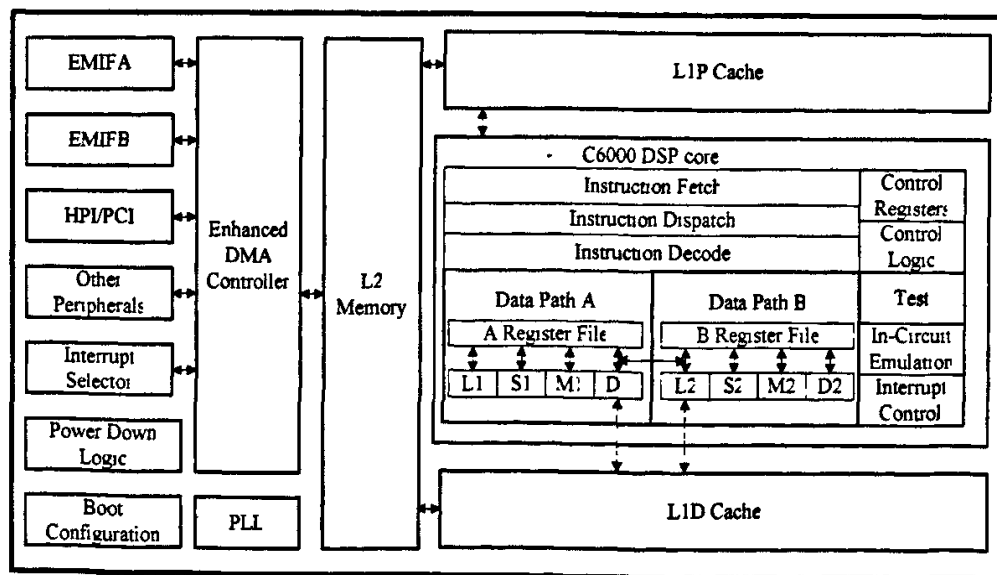 EMIFA
EMIFB
HPI/PCI
Other
Peripherals
Interrupt
Selector
Power Down
Logic
Boot
Configuration
Enhanced
DMA
Controller
PLL
L2
Memory
L1P Cache
C6000 DSP core
Instruction Fetch
Instruction Dispatch
Instruction Decode
Control
Registers
Control
Logic
Test
In-Circuit
Emulation
Interrupt
Control
Data Path A
A Register File
L1 S1 M1 D
Data Path B
B Register File
L2 S2 M2 D2
L1D Cache